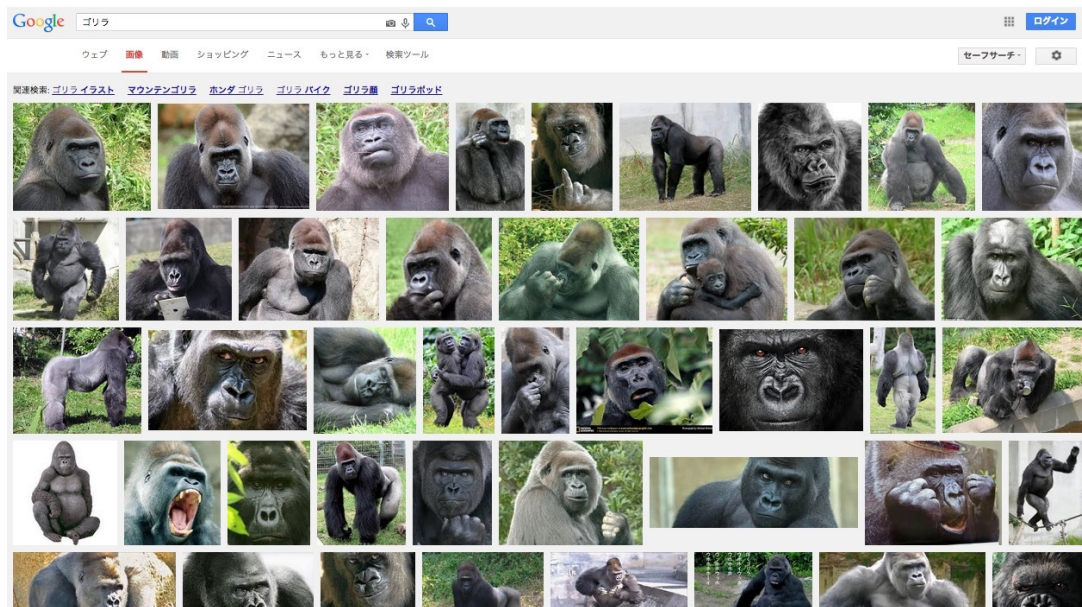 Google ゴリラ ログイン
ウェブ 画像 動画 ショッピング ニュース もっと見る 検索ツール セーフサーチ
関連検索: ゴリラ イラスト マウンテンゴリラ ホンダ ゴリラ ゴリラ バイク ゴリラ顔 ゴリラポッド